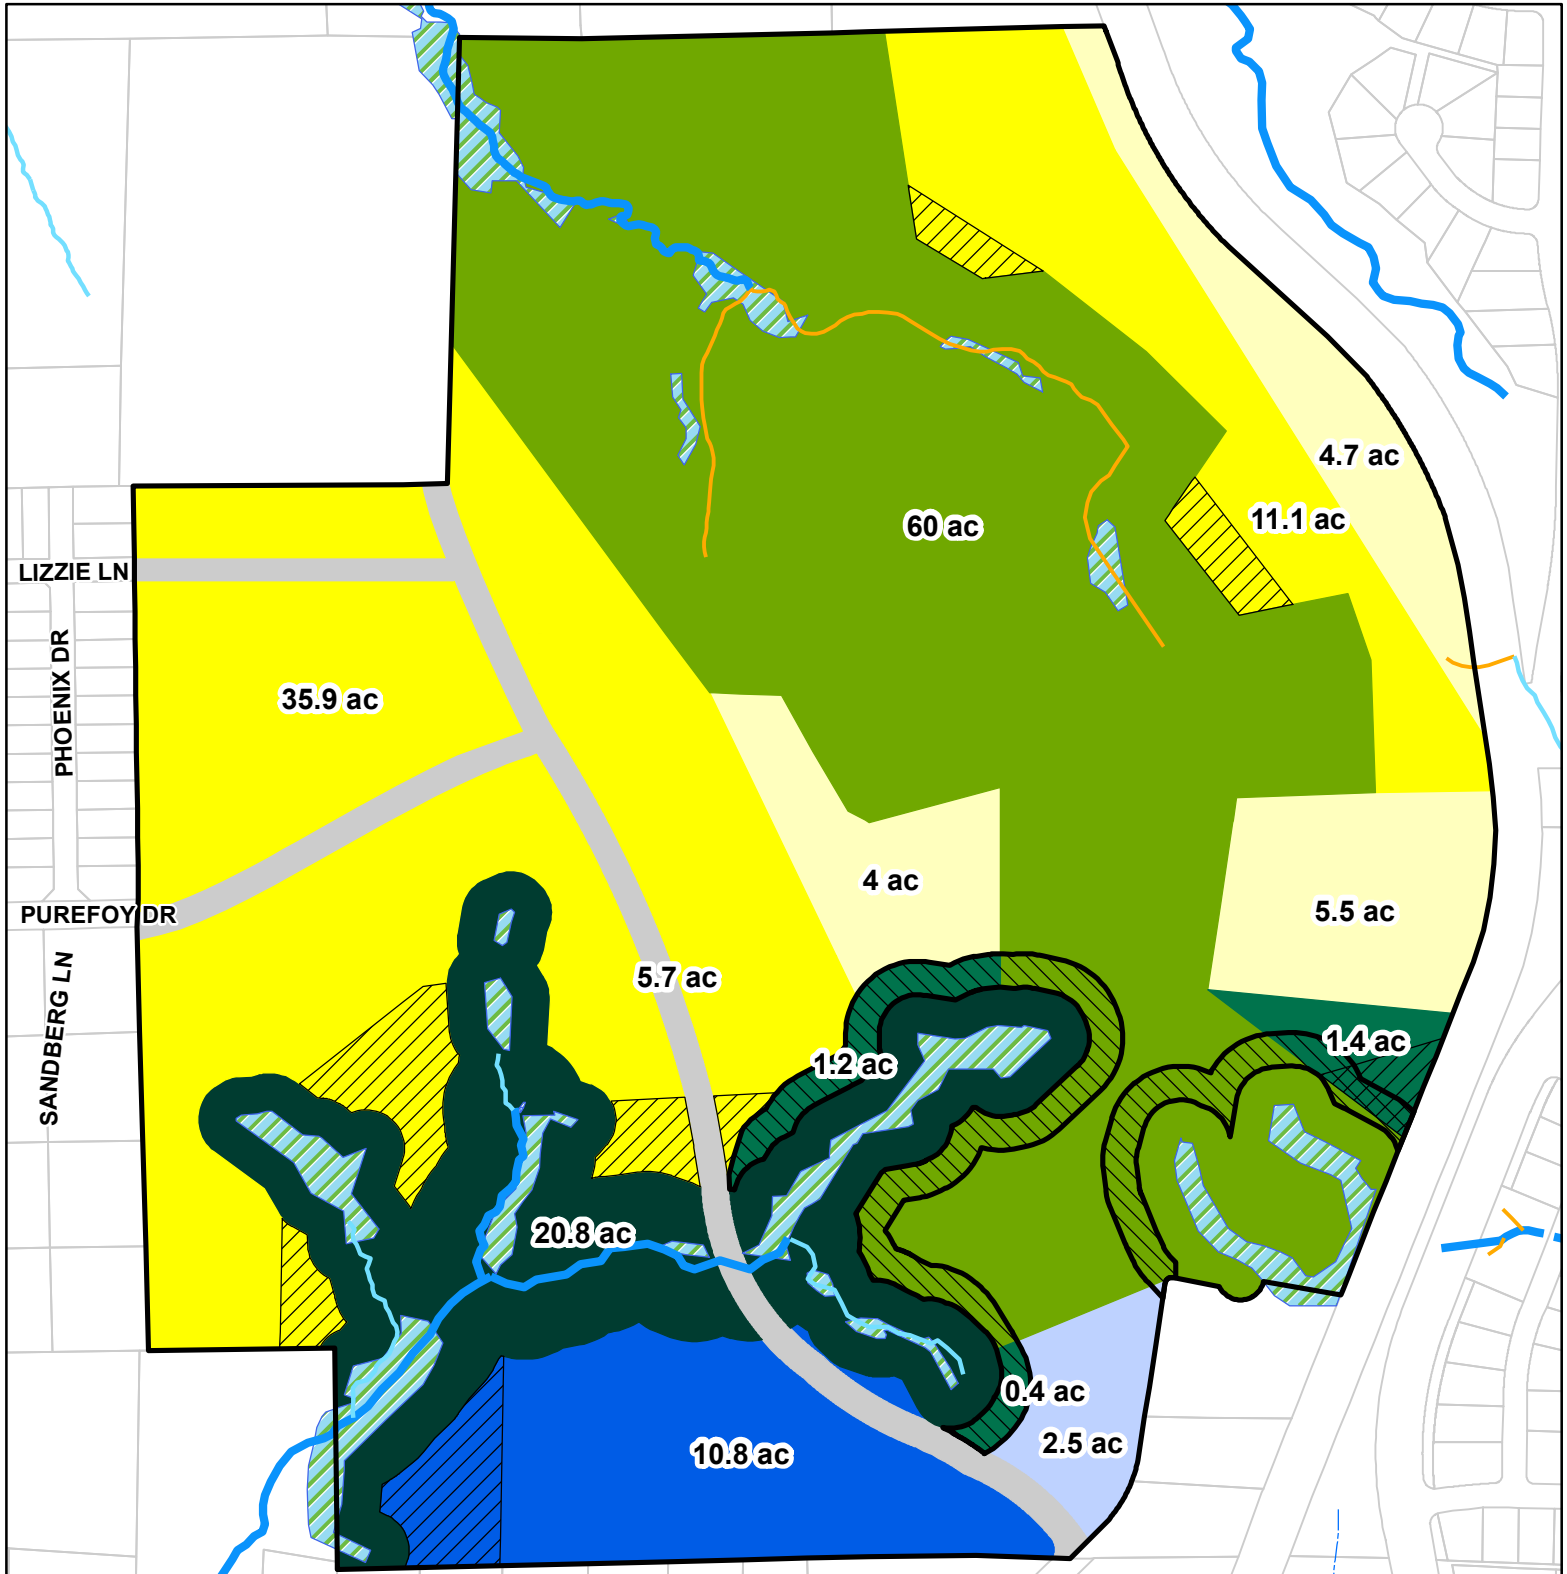 4.7 ac
11.1 ac
60 ac
LIZZIE LN
PHOENIX DR
35.9 ac
4 ac
5.5 ac
PUREFOY DR
5.7 ac
SANDBERG LN
1.4 ac
1.2 ac
20.8 ac
0.4 ac
2.5 ac
10.8 ac